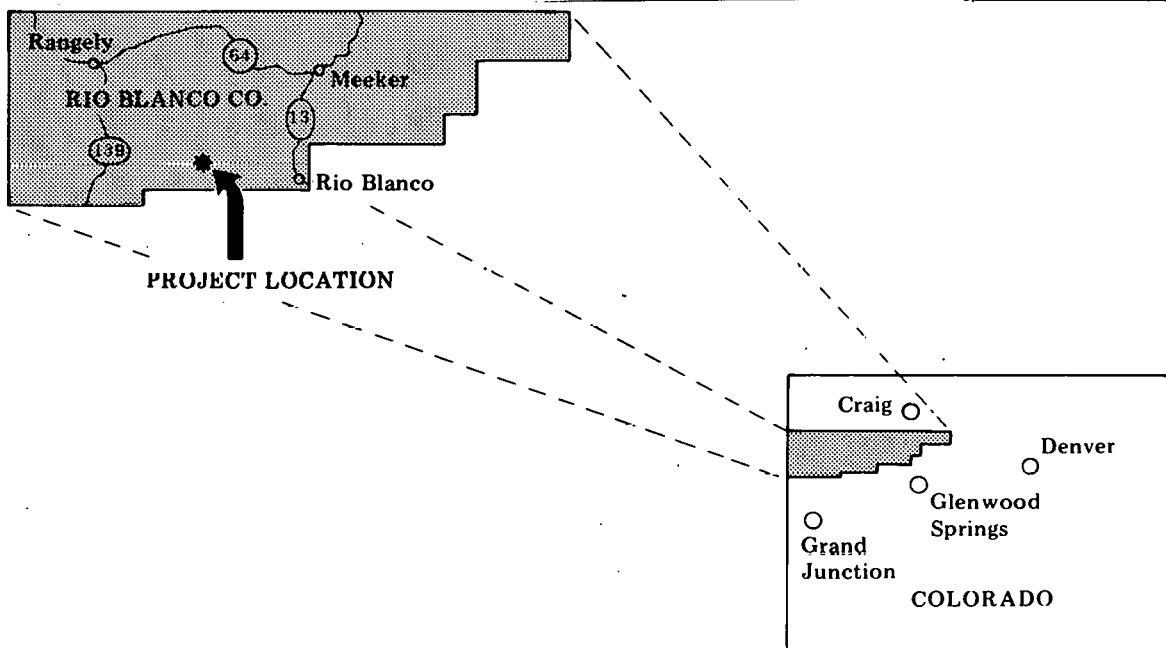 Rangely
64
Meeker
RIO BLANCO CO.
13
139
Rio Blanco
PROJECT LOCATION
Craig
Denver
Glenwood
Springs
Grand
Junction
COLORADO